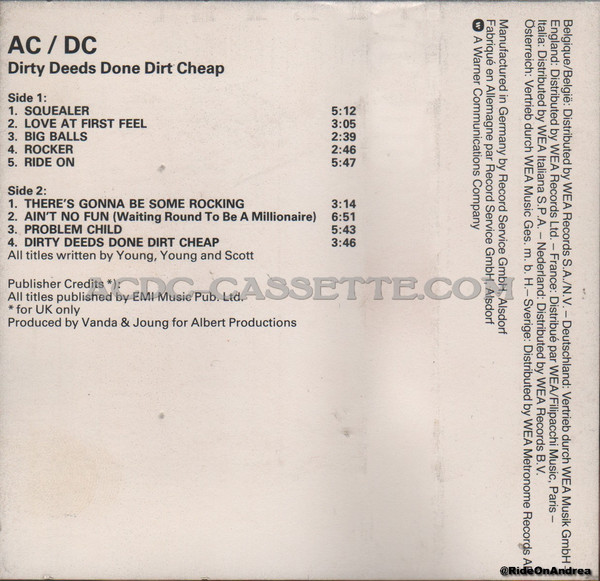 AC / DC
Dirty Deeds Done Dirt Cheap
Side 1:
1. SQUEALER 5:12
2. LOVE AT FIRST FEEL 3:05
3. BIG BALLS 2:39
4. ROCKER 2:46
5. RIDE ON 5:47
Side 2:
1. THERE'S GONNA BE SOME ROCKING 3:14
2. AIN'T NO FUN (Waiting Round To Be A Millionaire) 6:51
3. PROBLEM CHILD 5:43
4. DIRTY DEEDS DONE DIRT CHEAP 3:46
All titles written by Young, Young and Scott
Publisher Credits *):
All titles published by EMI Music Pub. Ltd.
* for UK only
Produced by Vanda & Joung for Albert Productions
ACDC-CASSETTE.COM
Belgique/België: Distributed by WEA Records S.A./N.V. – Deutschland: Vertrieb durch WEA Musik GmbH
England: Distributed by WEA Records Ltd. – France: Distribué par WEA/Filipacchi Music, Paris –
Italia: Distributed by WEA Italiana S.P.A. – Nederland: Distributed by WEA Records B.V.
Österreich: Vertrieb durch WEA Music Ges. m. b. H. – Sverige: Distributed by WEA Metronome Records A
Manufactured in Germany by Record Service GmbH, Alsdorf
Fabriqué en Allemagne par Record Service GmbH, Alsdorf
A Warner Communications Company
@RideOnAndrea